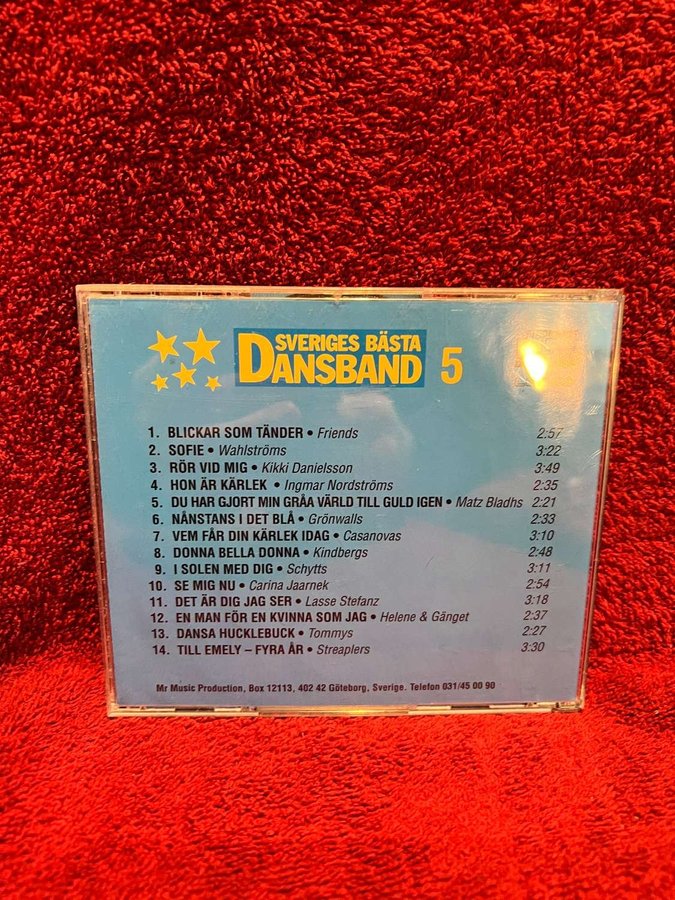 SVERIGES BÄSTA
DANSBAND 5
1. BLICKAR SOM TÄNDER • Friends 2:57
2. SOFIE • Wahlströms 3:22
3. RÖR VID MIG • Kikki Danielsson 3:49
4. HON ÄR KÄRLEK • Ingmar Nordströms 2:35
5. DU HAR GJORT MIN GRÅA VÄRLD TILL GULD IGEN • Matz Bladhs 2:21
6. NÅNSTANS I DET BLÅ • Grönwalls 2:33
7. VEM FÅR DIN KÄRLEK IDAG • Casanovas 3:10
8. DONNA BELLA DONNA • Kindbergs 2:48
9. I SOLEN MED DIG • Schytts 3:11
10. SE MIG NU • Carina Jaarnek 2:54
11. DET ÄR DIG JAG SER • Lasse Stefanz 3:18
12. EN MAN FÖR EN KVINNA SOM JAG • Helene & Gänget 2:37
13. DANSA HUCKLEBUCK • Tommys 2:27
14. TILL EMELY – FYRA ÅR • Streaplers 3:30
Mr Music Production, Box 12113, 402 42 Göteborg, Sverige. Telefon 031/45 00 90